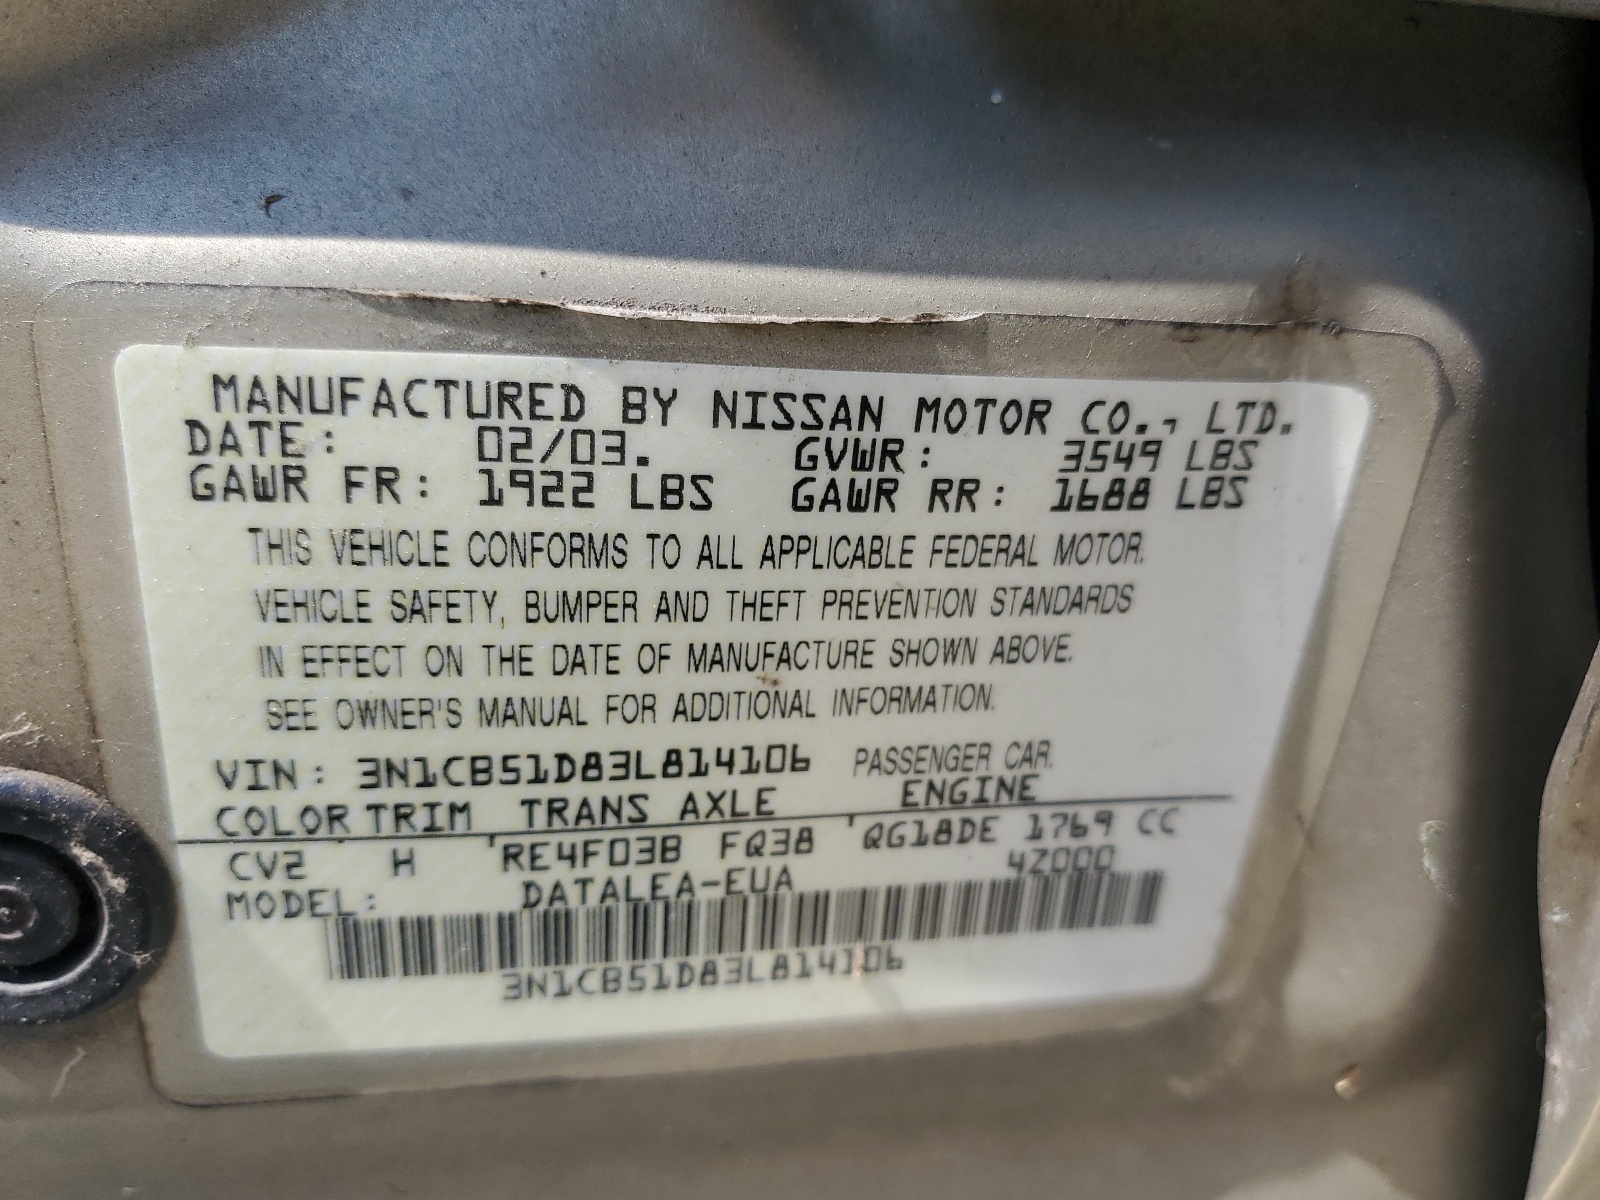 MANUFACTURED BY NISSAN MOTOR CO., LTD.
DATE: 02/03. GVWR: 3549 LBS
GAWR FR: 1922 LBS GAWR RR: 1688 LBS
THIS VEHICLE CONFORMS TO ALL APPLICABLE FEDERAL MOTOR.
VEHICLE SAFETY, BUMPER AND THEFT PREVENTION STANDARDS
IN EFFECT ON THE DATE OF MANUFACTURE SHOWN ABOVE.
SEE OWNER'S MANUAL FOR ADDITIONAL INFORMATION.
VIN: 3N1CB51D83L814106 PASSENGER CAR.
COLOR TRIM TRANS AXLE ENGINE
CV2 H 'RE4F03B FQ38 'QG18DE 1769 CC
MODEL: DATALEA-EUA 4Z000
3N1CB51D83L814106